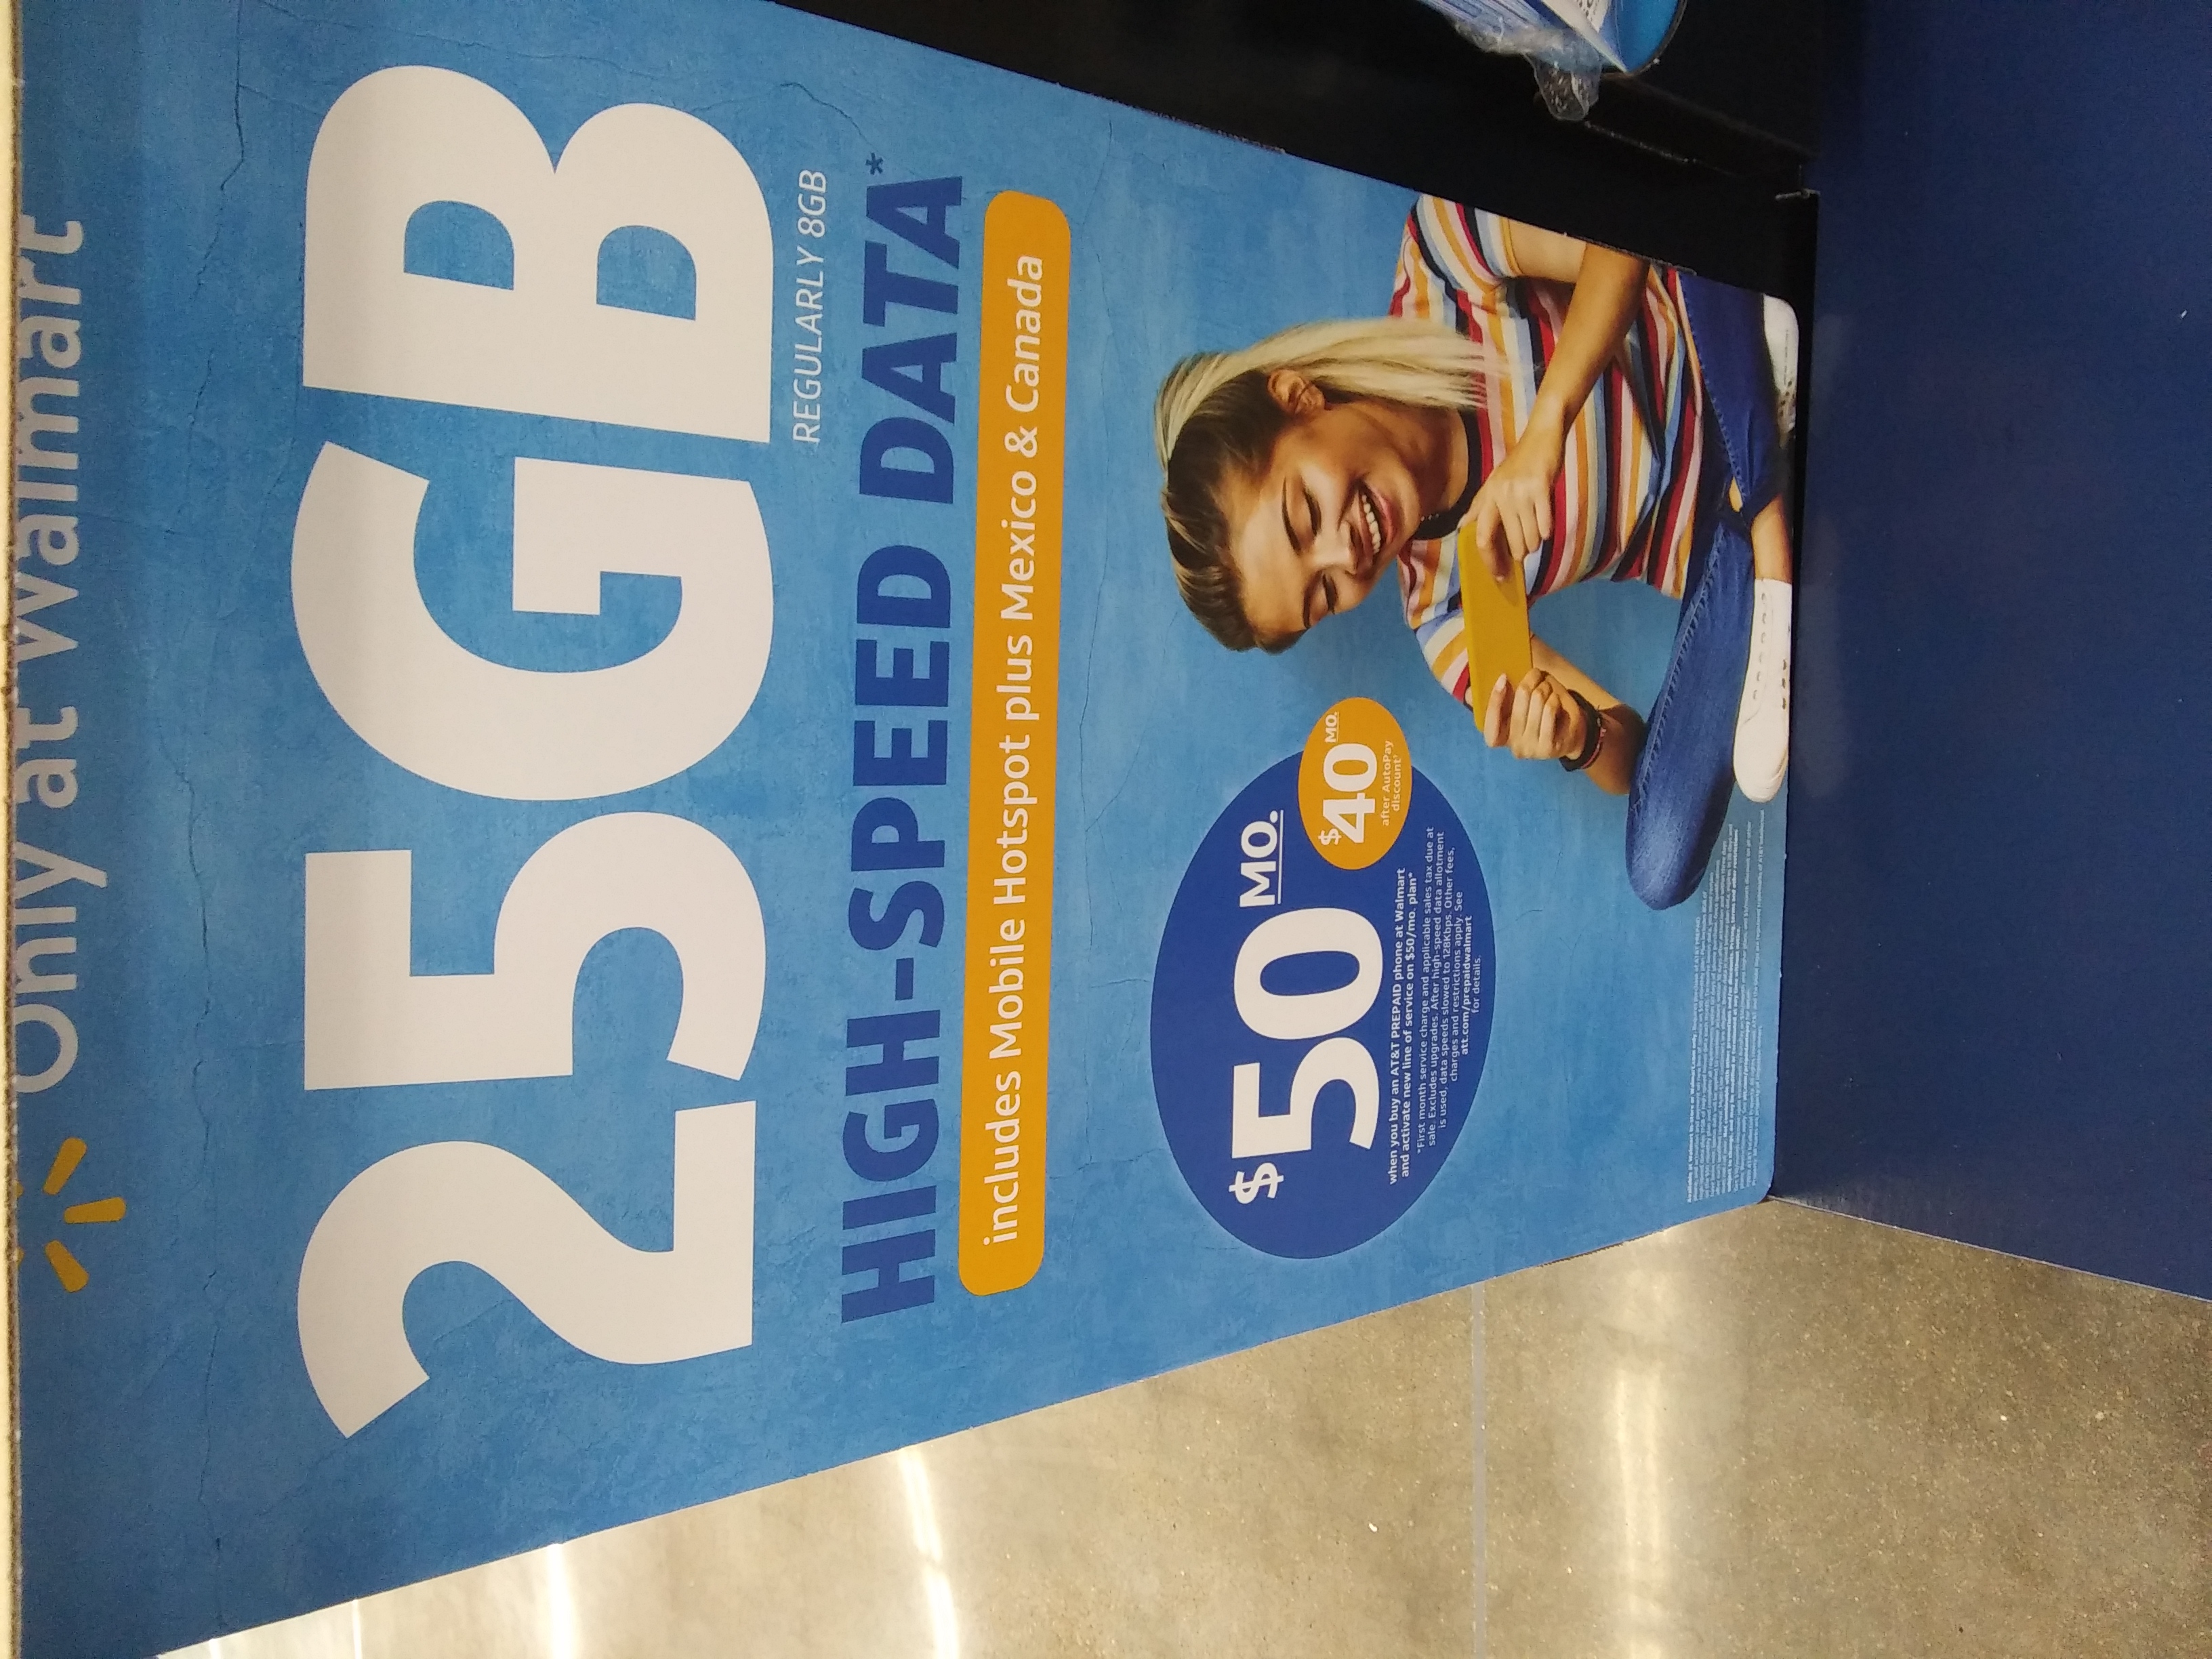 Only at Walmart
25GB
REGULARLY 8GB
HIGH-SPEED DATA*
includes Mobile Hotspot plus Mexico & Canada
$50 MO.
$40 MO.
after AutoPay
discount
when you buy an AT&T PREPAID phone at Walmart
and activate new line of service on $50/mo. plan*
*First month service charge and applicable sales tax due at
sale. Excludes upgrades. After high-speed data allotment
is used, data speeds slowed to 128Kbps. Other fees,
charges and restrictions apply. See
att.com/prepaidwalmart
for details.